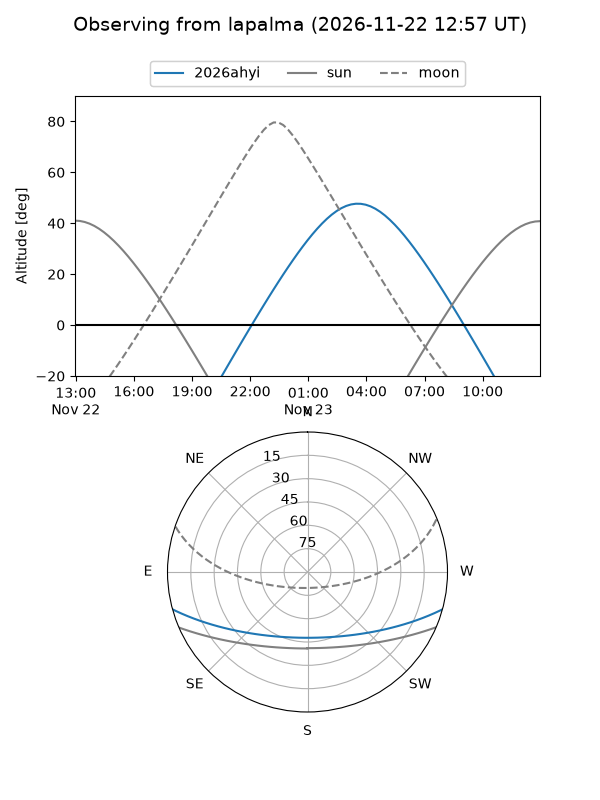 Observing from lapalma (2026-11-22 12:57 UT)
2026ahyi sun moon
80
60
40
20
0
−20
Altitude [deg]
13:00 16:00 19:00 22:00 01:00 04:00 07:00 10:00
Nov 22 Nov 23
N
NE NW
15
30
45
60
75
E W
SE SW
S